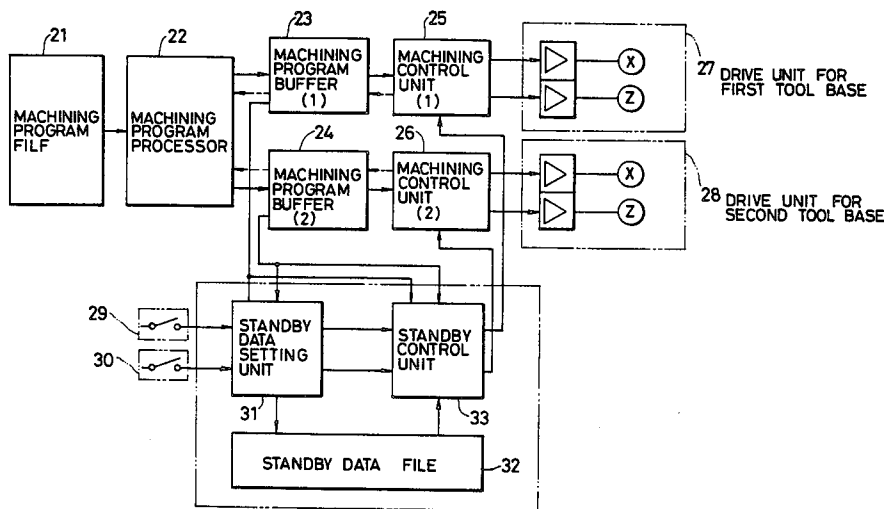 21
MACHINING
PROGRAM
FILF
22
MACHINING
PROGRAM
PROCESSOR
23
MACHINING
PROGRAM
BUFFER
(1)
24
MACHINING
PROGRAM
BUFFER
(2)
25
MACHINING
CONTROL
UNIT
(1)
26
MACHINING
CONTROL
UNIT
(2)
X
Z
27
DRIVE UNIT FOR
FIRST TOOL BASE
X
Z
28
DRIVE UNIT FOR
SECOND TOOL BASE
29
30
STANDBY
DATA
SETTING
UNIT
31
STANDBY
CONTROL
UNIT
33
STANDBY DATA FILE
32